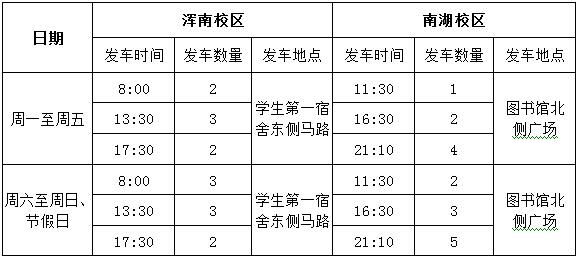 日期 浑南校区 南湖校区
发车时间 发车数量 发车地点 发车时间 发车数量 发车地点
周一至周五 8:00 2 学生第一宿舍东侧马路 11:30 1 图书馆北侧广场
13:30 3 16:30 2
17:30 2 21:10 4
周六至周日、节假日 8:00 3 学生第一宿舍东侧马路 11:30 2 图书馆北侧广场
13:30 3 16:30 3
17:30 2 21:10 5